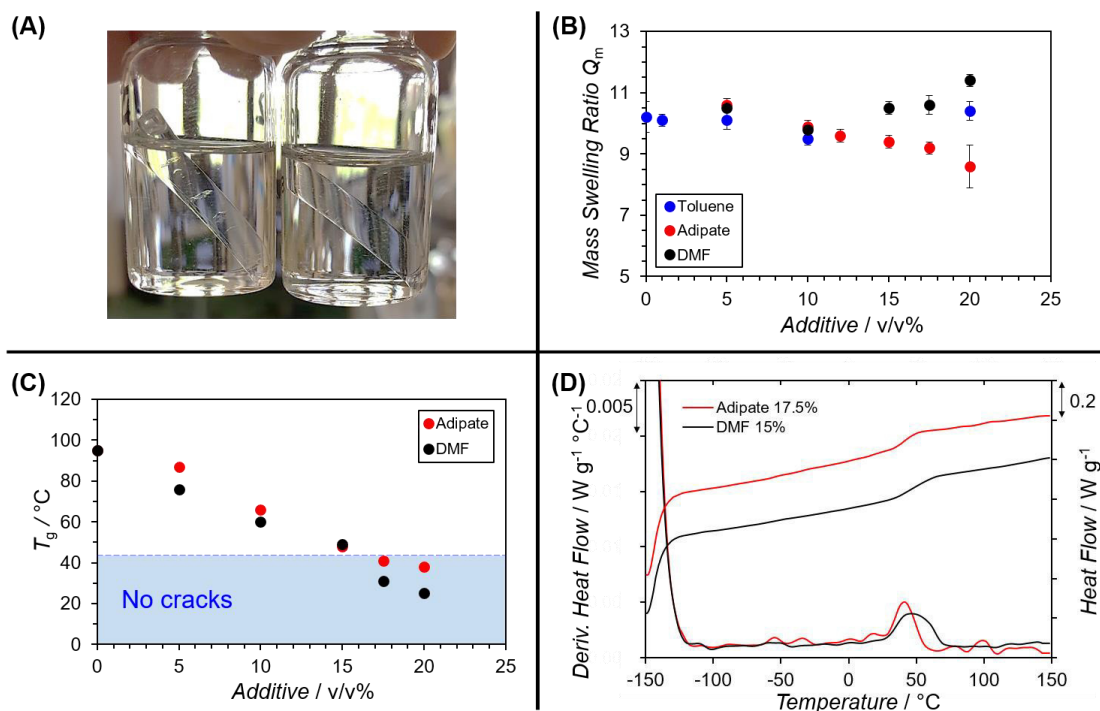 (A)
(B)
13
11
9
7
5
0
5
10
15
20
25
Mass Swelling Ratio Qm
Additive / v/v%
Toluene
Adipate
DMF
(C)
120
100
80
60
40
20
0
0
5
10
15
20
25
Tg / °C
Additive / v/v%
Adipate
DMF
No cracks
(D)
0.005
0.2
Adipate 17.5%
DMF 15%
Deriv. Heat Flow / W g-1 °C-1
Heat Flow / W g-1
-150
-100
-50
0
50
100
150
Temperature / °C